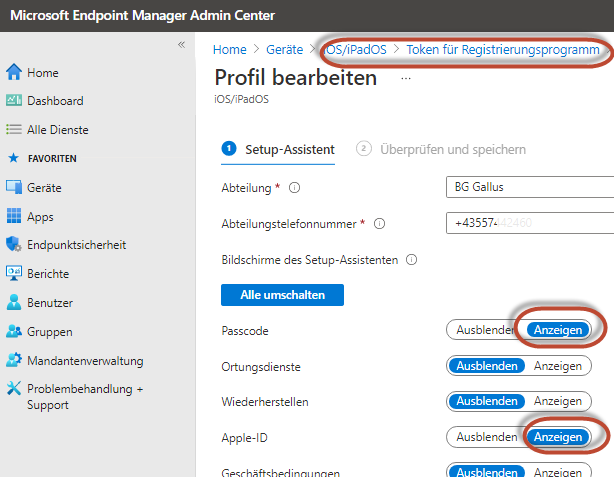 Microsoft Endpoint Manager Admin Center
«
Home
Dashboard
Alle Dienste
FAVORITEN
Geräte
Apps
Endpunktsicherheit
Berichte
Benutzer
Gruppen
Mandantenverwaltung
Problembehandlung +
Support
Home > Geräte > iOS/iPadOS > Token für Registrierungsprogramm
Profil bearbeiten ...
iOS/iPadOS
1 Setup-Assistent 2 Überprüfen und speichern
Abteilung * BG Gallus
Abteilungstelefonnummer * +43557442460
Bildschirme des Setup-Assistenten
Alle umschalten
Passcode Ausblenden Anzeigen
Ortungsdienste Ausblenden Anzeigen
Wiederherstellen Ausblenden Anzeigen
Apple-ID Ausblenden Anzeigen
Geschäftsbedingungen Ausblenden Anzeigen